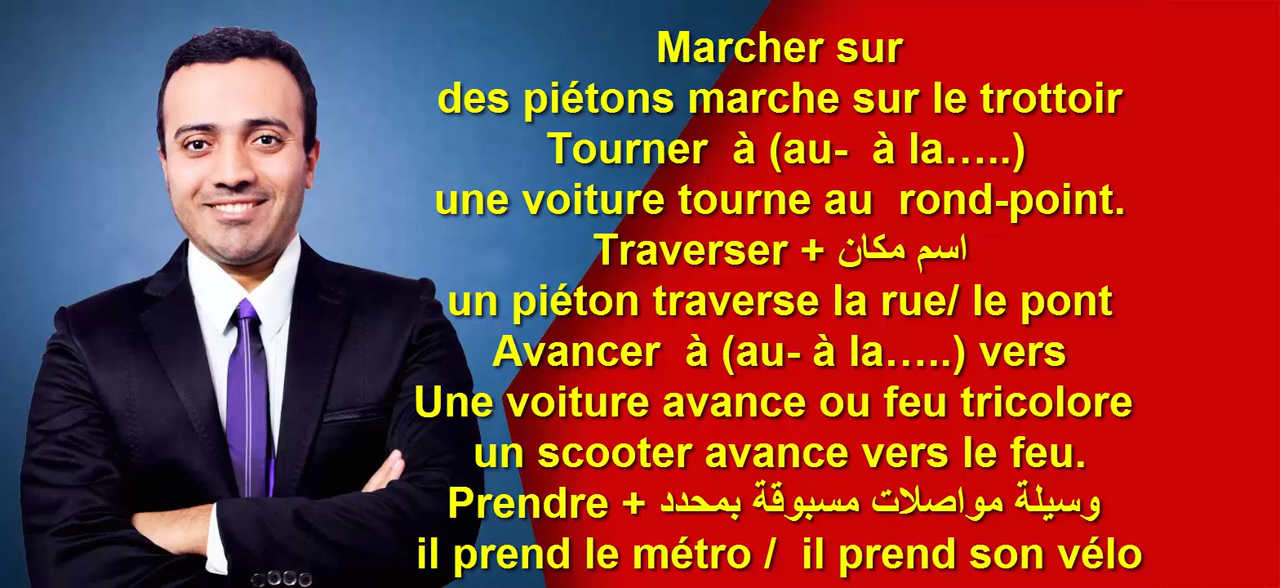 Marcher sur
des piétons marche sur le trottoir
Tourner à (au- à la.....)
une voiture tourne au rond-point.
Traverser + اسم مكان
un piéton traverse la rue/ le pont
Avancer à (au- à la.....) vers
Une voiture avance ou feu tricolore
un scooter avance vers le feu.
Prendre + وسيلة مواصلات مسبوقة بمحدد
il prend le métro / il prend son vélo